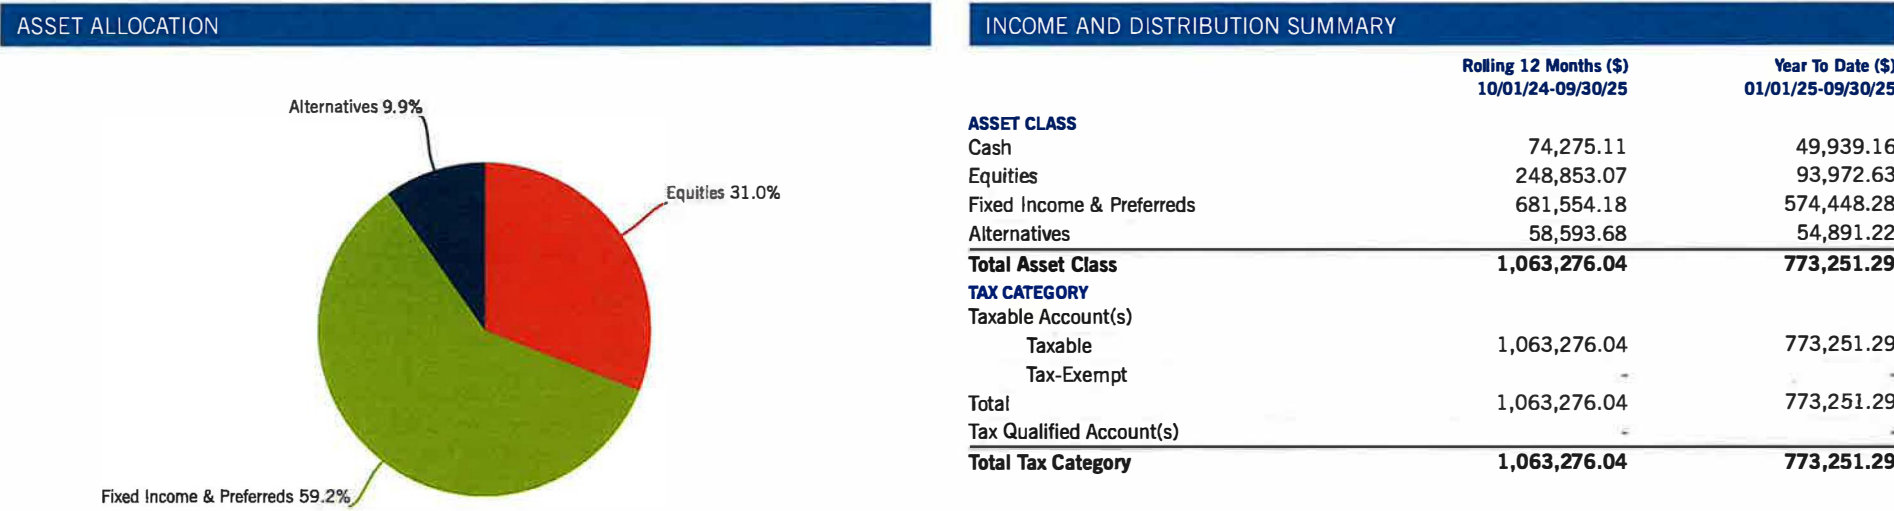 ASSET ALLOCATION
Alternatives 9.9%
Equities 31.0%
Fixed Income & Preferreds 59.2%
INCOME AND DISTRIBUTION SUMMARY
Rolling 12 Months ($) Year To Date ($)
10/01/24-09/30/25 01/01/25-09/30/25
ASSET CLASS
Cash 74,275.11 49,939.16
Equities 248,853.07 93,972.63
Fixed Income & Preferreds 681,554.18 574,448.28
Alternatives 58,593.68 54,891.22
Total Asset Class 1,063,276.04 773,251.29
TAX CATEGORY
Taxable Account(s)
Taxable 1,063,276.04 773,251.29
Tax-Exempt - -
Total 1,063,276.04 773,251.29
Tax Qualified Account(s) - -
Total Tax Category 1,063,276.04 773,251.29